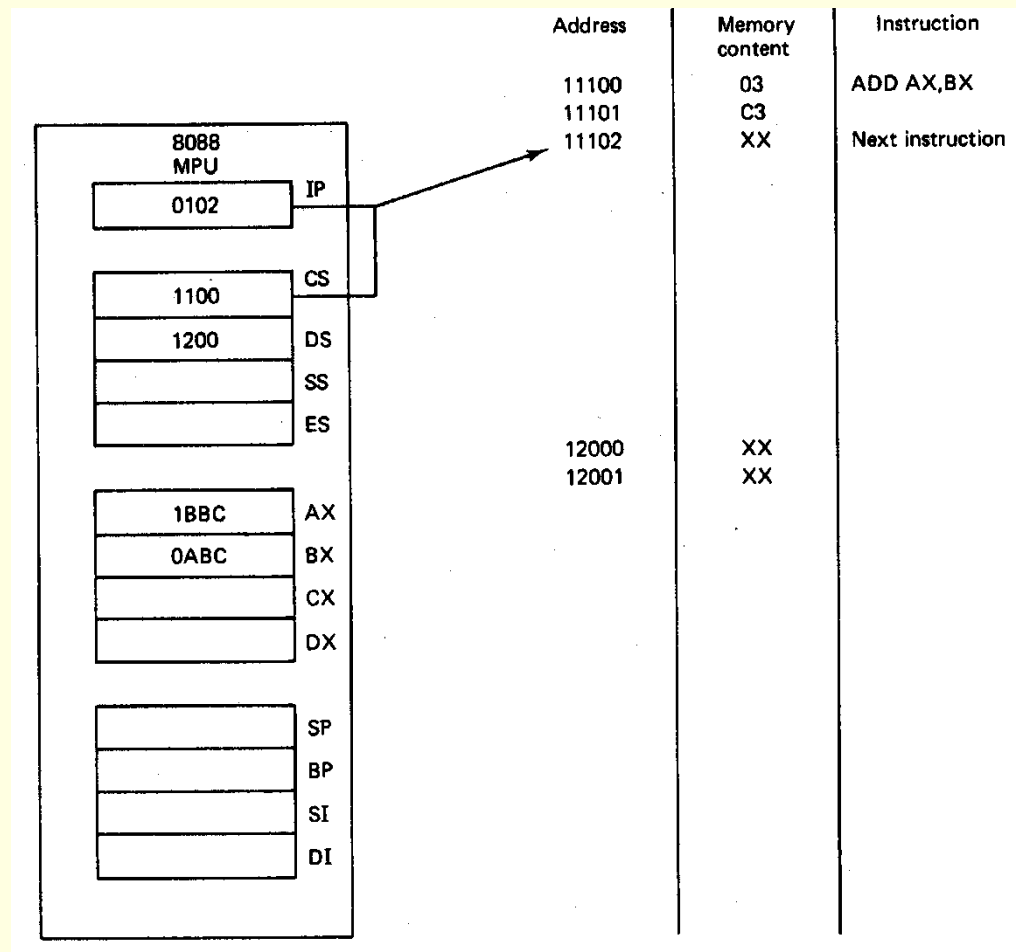 Address Memory content Instruction
11100 03 ADD AX,BX
11101 C3
11102 XX Next instruction
8088
MPU
0102 IP
1100 CS
1200 DS
SS
ES
12000 XX
12001 XX
1BBC AX
0ABC BX
CX
DX
SP
BP
SI
DI